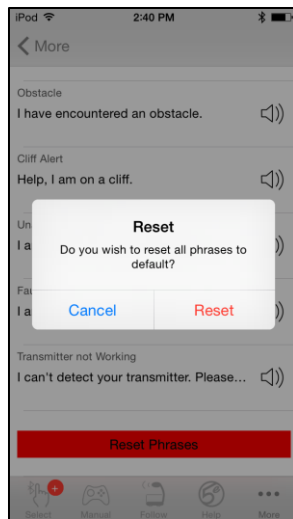 iPod 2:40 PM
More
Obstacle
I have encountered an obstacle.
Cliff Alert
Help, I am on a cliff.
Un
I a
Reset
Do you wish to reset all phrases to
default?
Cancel Reset
Fau
I a
Transmitter not Working
I can't detect your transmitter. Please...
Reset Phrases
Select Manual Follow Help More